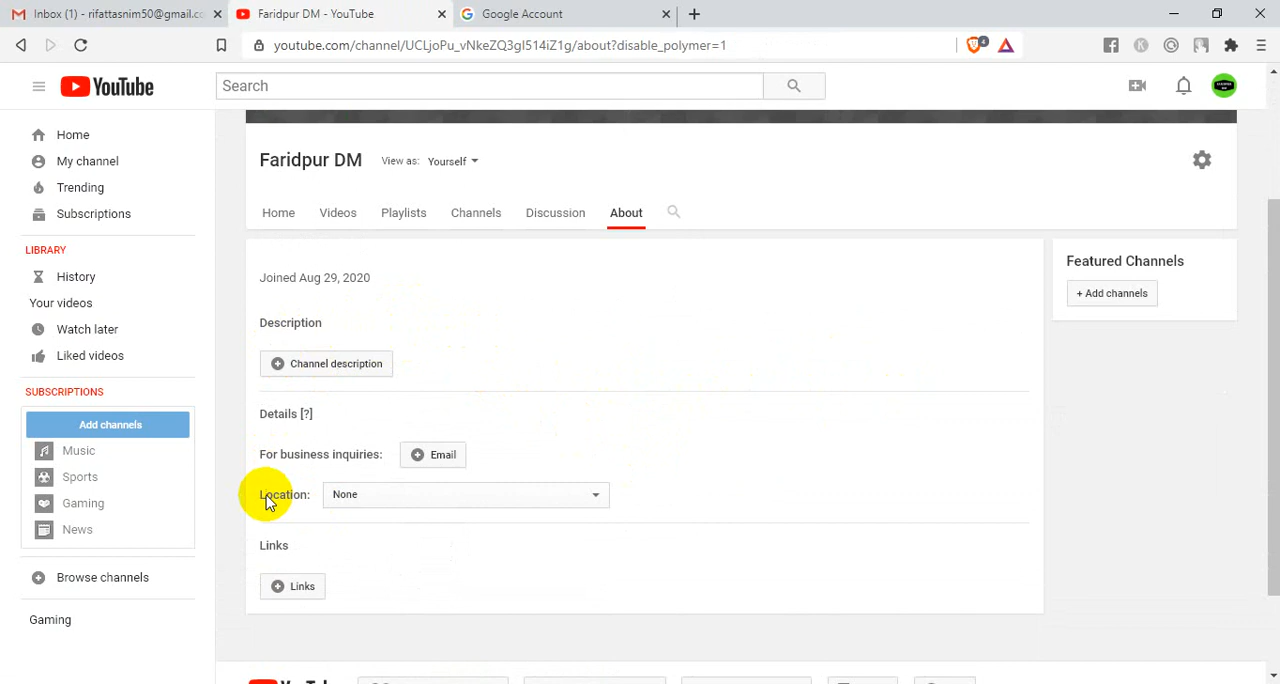 Inbox (1) - rifattasnim50@gmail.co
Faridpur DM - YouTube
Google Account
youtube.com/channel/UCLjoPu_vNkeZQ3gI514iZ1g/about?disable_polymer=1
4
YouTube
Search
Home
My channel
Trending
Subscriptions
LIBRARY
History
Your videos
Watch later
Liked videos
SUBSCRIPTIONS
Add channels
Music
Sports
Gaming
News
Browse channels
Gaming
Faridpur DM View as: Yourself
Home Videos Playlists Channels Discussion About
Joined Aug 29, 2020
Description
Channel description
Details [?]
For business inquiries: Email
Location: None
Links
Links
Featured Channels
+ Add channels